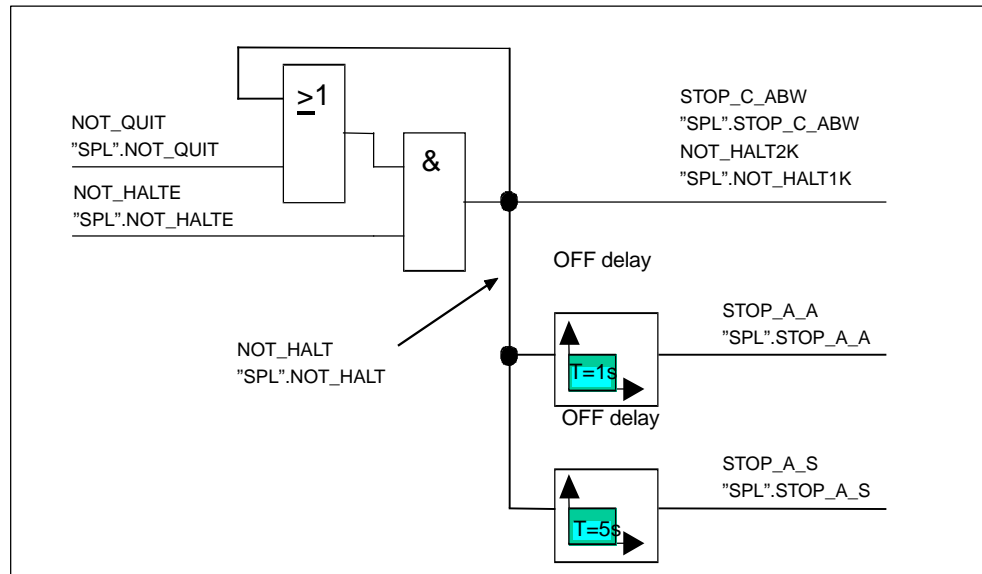 ≥1
NOT_QUIT
”SPL”.NOT_QUIT
NOT_HALTE
”SPL”.NOT_HALTE
&
STOP_C_ABW
”SPL”.STOP_C_ABW
NOT_HALT2K
”SPL”.NOT_HALT1K
OFF delay
NOT_HALT
”SPL”.NOT_HALT
T=1s
STOP_A_A
”SPL”.STOP_A_A
OFF delay
T=5s
STOP_A_S
”SPL”.STOP_A_S